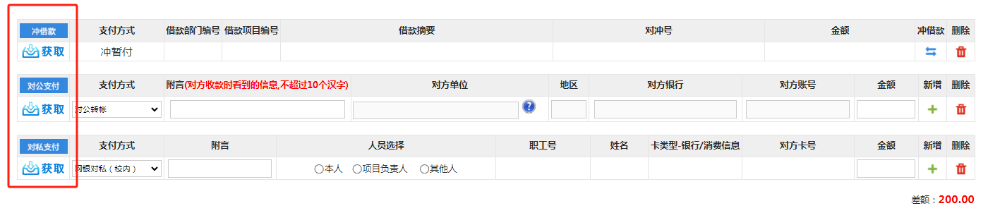 冲借款 支付方式 借款部门编号 借款项目编号 借款摘要 对冲号 金额 冲借款 删除
获取 冲暂付
对公支付 支付方式 附言(对方收款时看到的信息,不超过10个汉字) 对方单位 地区 对方银行 对方账号 金额 新增 删除
获取 对公转帐 ?
对私支付 支付方式 附言 人员选择 职工号 姓名 卡类型-银行/消费信息 对方卡号 金额 新增 删除
获取 网银对私（校内） 本人 项目负责人 其他人
差额：200.00